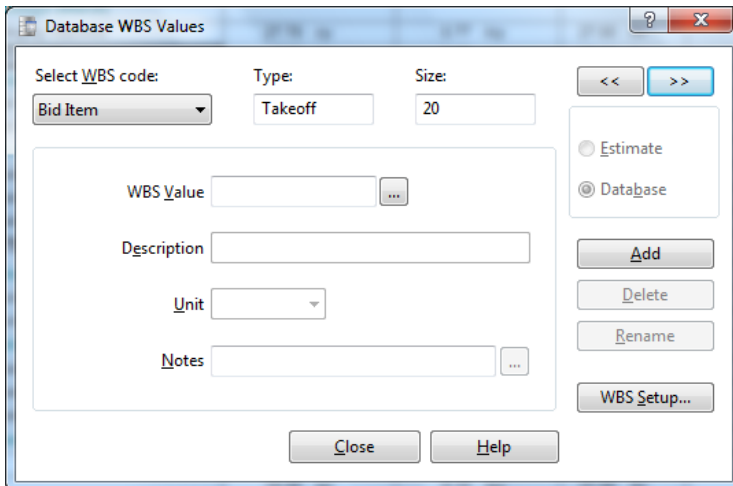 Database WBS Values
?
X
Select WBS code: Type: Size:
Bid Item Takeoff 20
<< >>
Estimate
Database
WBS Value ...
Description
Unit
Notes ...
Add
Delete
Rename
WBS Setup...
Close Help